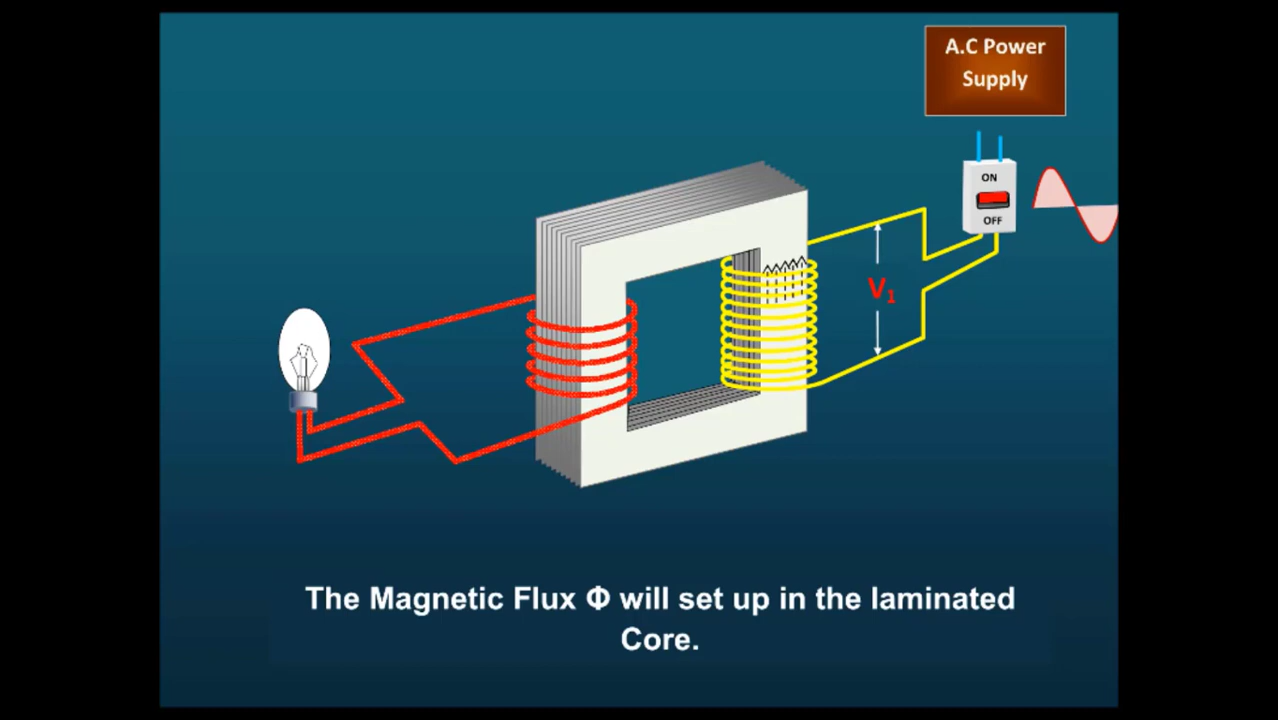 A.C Power
Supply
ON
OFF
V₁
The Magnetic Flux Φ will set up in the laminated
Core.